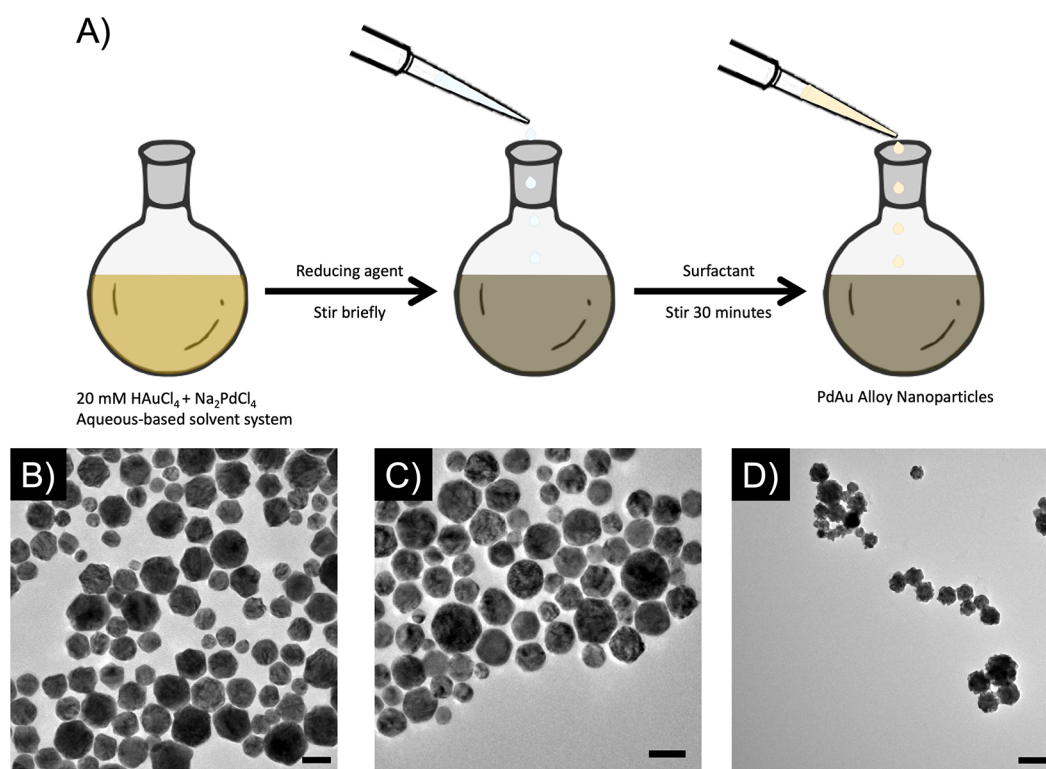 A)
Reducing agent
Stir briefly
Surfactant
Stir 30 minutes
20 mM HAuCl₄ + Na₂PdCl₄
Aqueous-based solvent system
PdAu Alloy Nanoparticles
B)
C)
D)